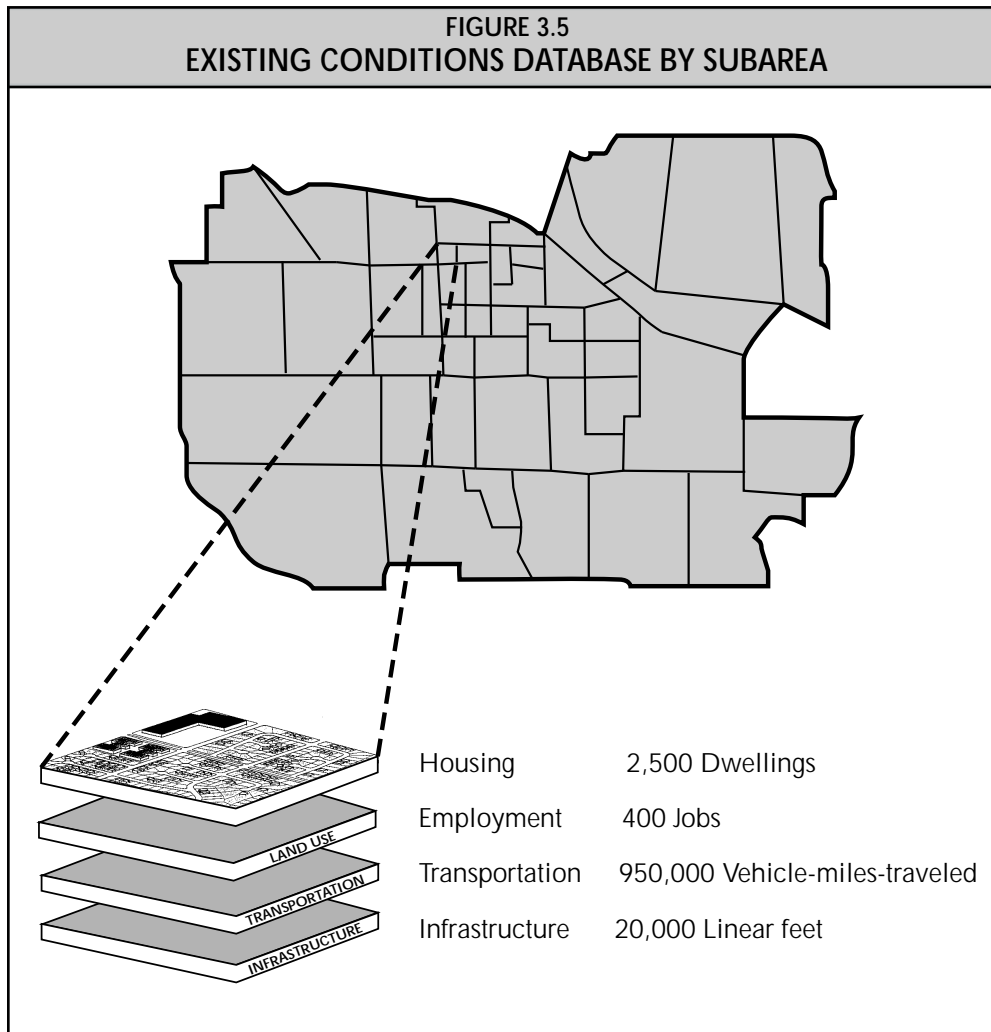 FIGURE 3.5
EXISTING CONDITIONS DATABASE BY SUBAREA
Housing 2,500 Dwellings
Employment 400 Jobs
LAND USE
Transportation 950,000 Vehicle-miles-traveled
TRANSPORTATION
Infrastructure 20,000 Linear feet
INFRASTRUCTURE